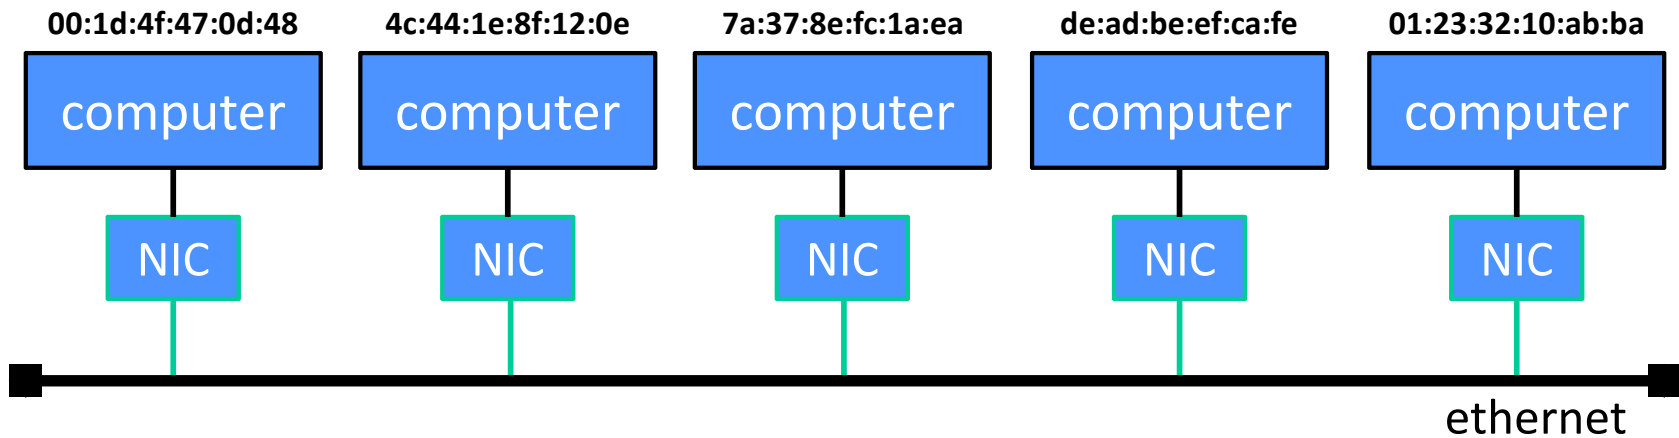 00:1d:4f:47:0d:48 4c:44:1e:8f:12:0e 7a:37:8e:fc:1a:ea de:ad:be:ef:ca:fe 01:23:32:10:ab:ba
computer computer computer computer computer
NIC NIC NIC NIC NIC
ethernet